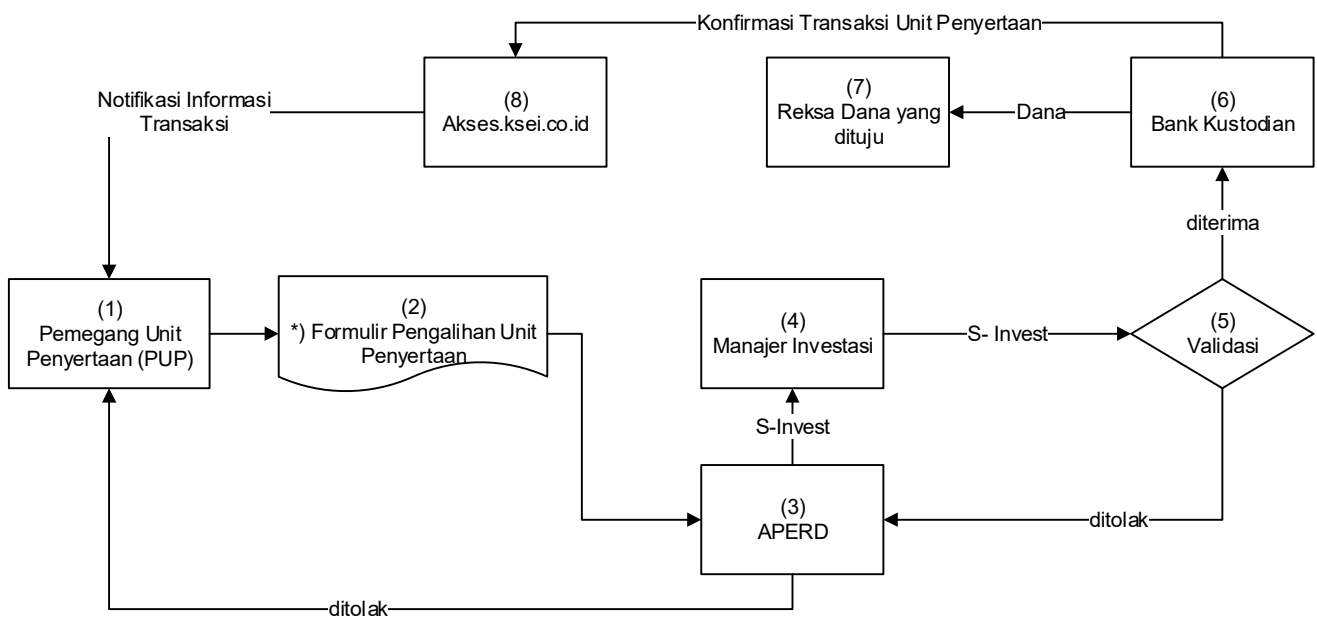 Konfirmasi Transaksi Unit Penyertaan
(8)
Akses.ksei.co.id
Notifikasi Informasi
Transaksi
(7)
Reksa Dana yang
dituju
Dana
(6)
Bank Kustodian
diterima
(1)
Pemegang Unit
Penyertaan (PUP)
(2)
*) Formulir Pengalihan Unit
Penyertaan
(4)
Manajer Investasi
S- Invest
(5)
Validasi
S-Invest
(3)
APERD
ditolak
ditolak